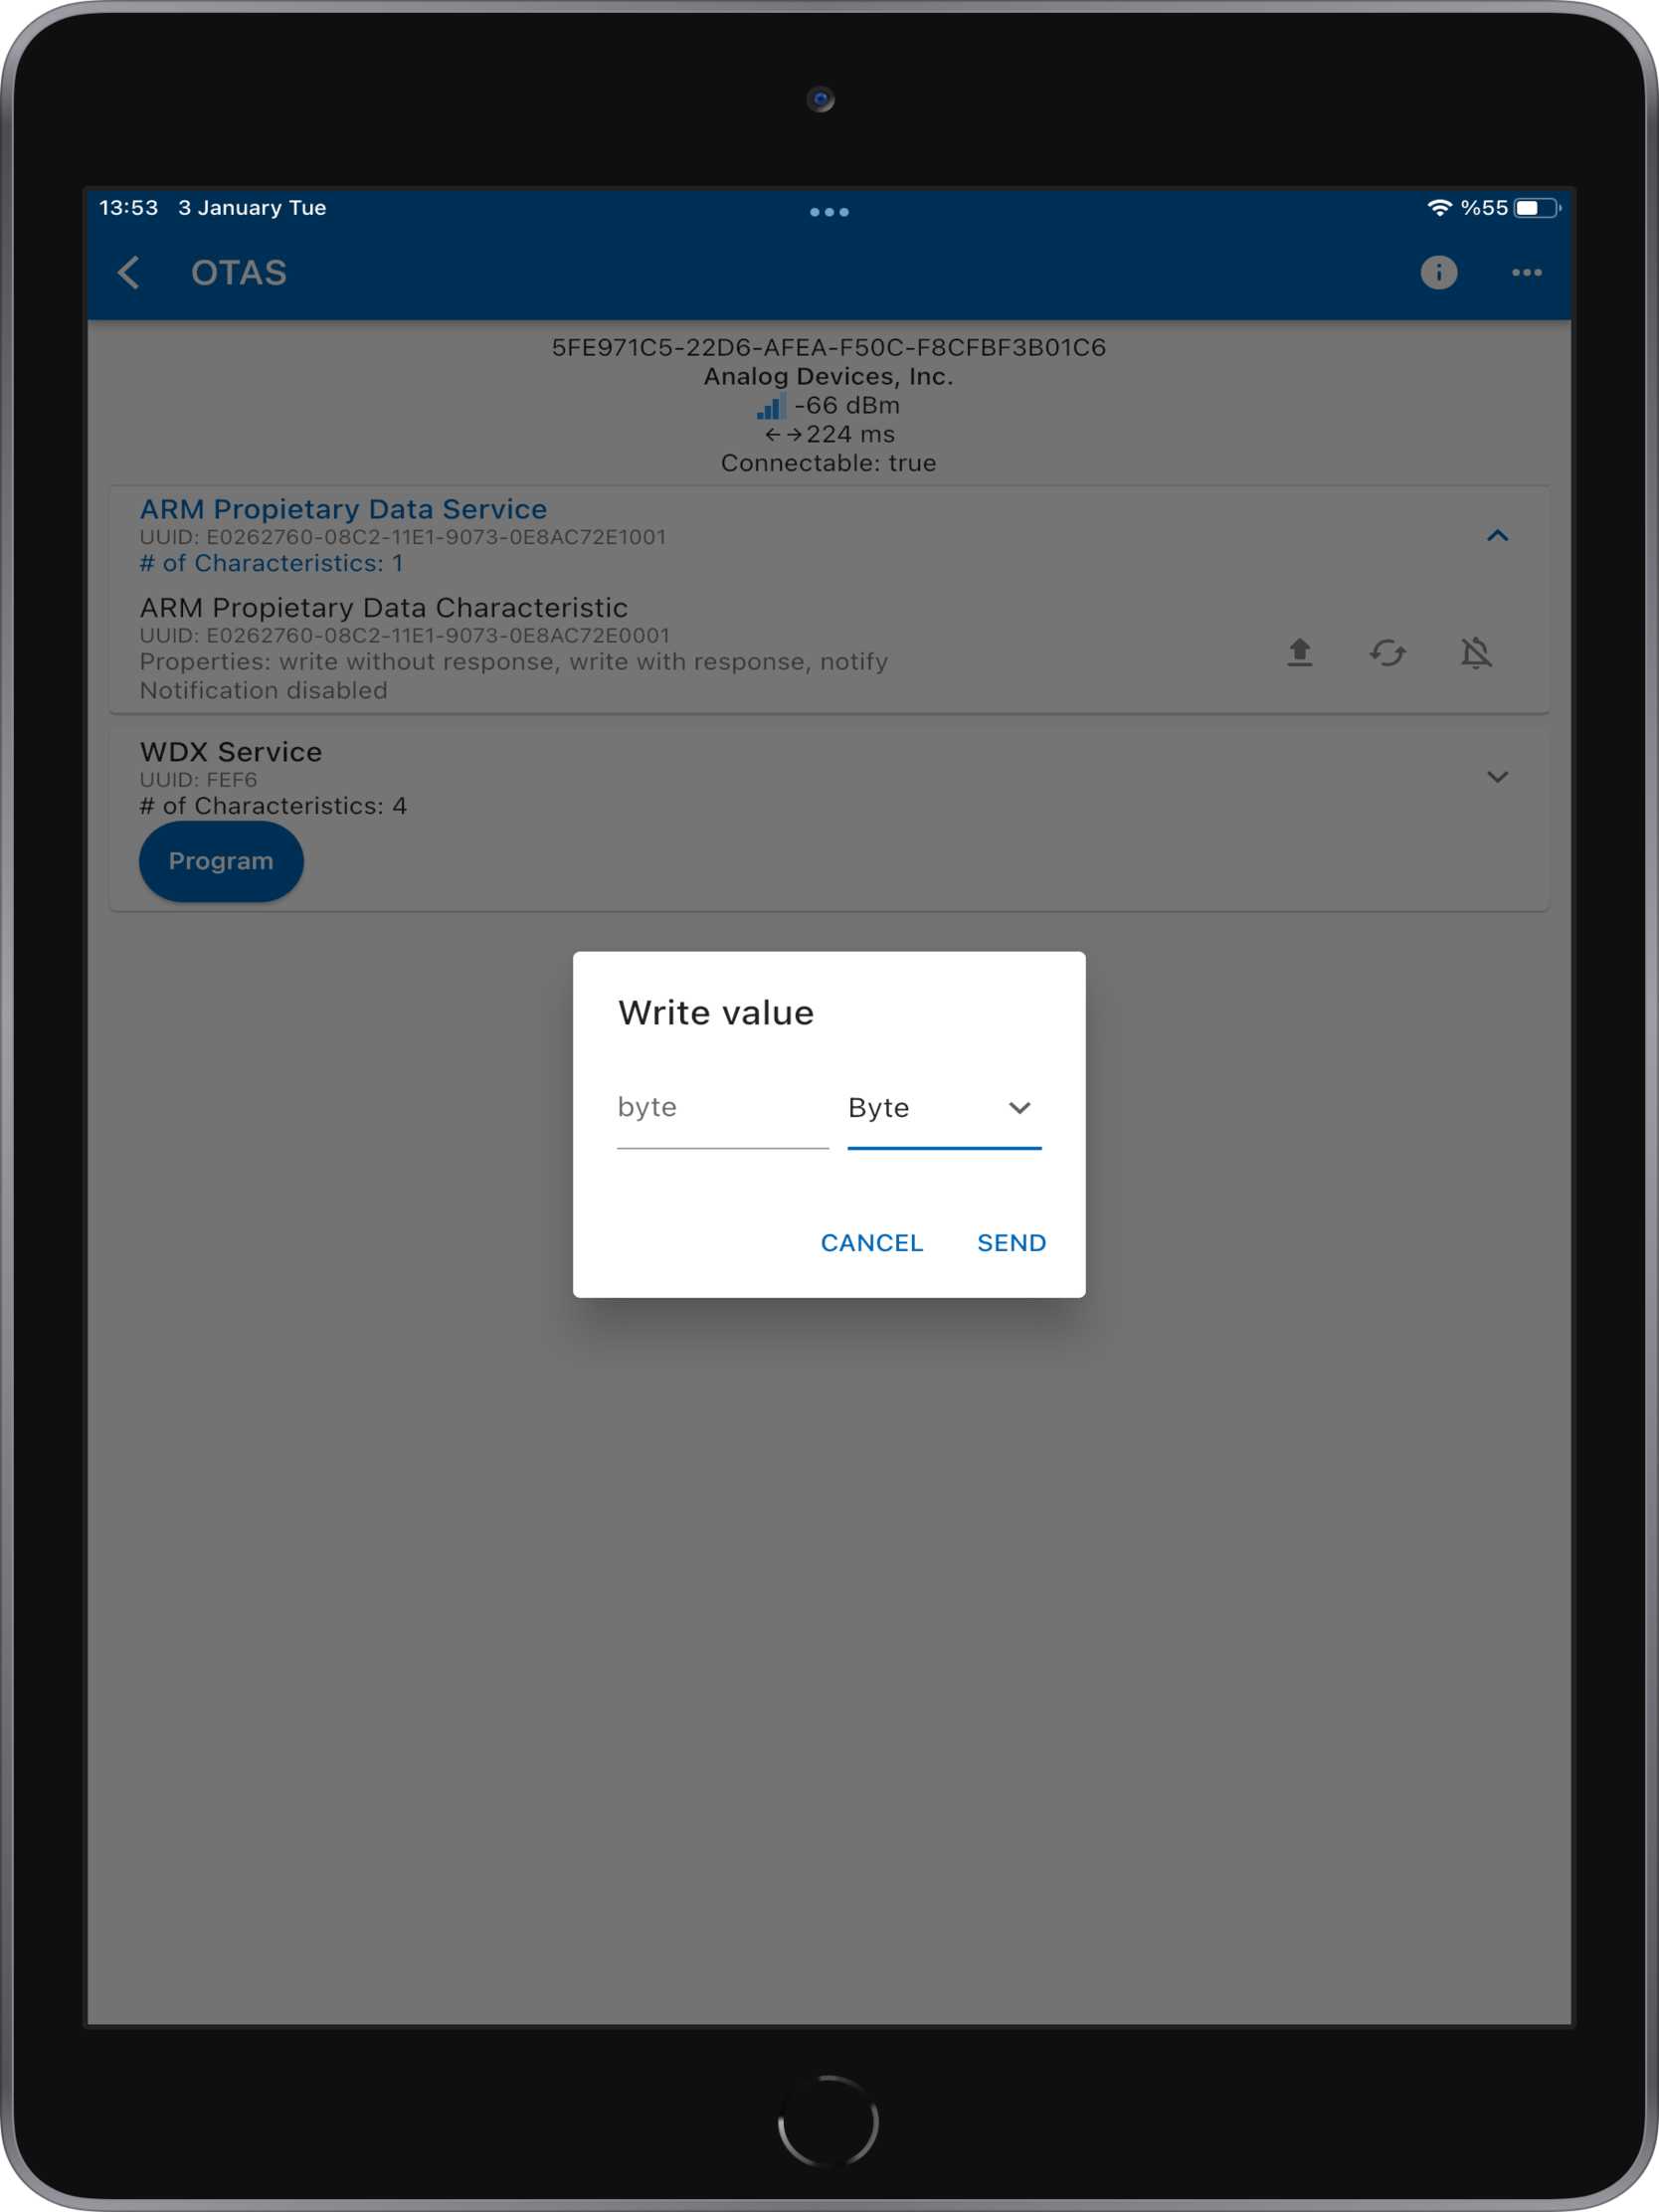 13:53 3 January Tue
%55
OTAS
5FE971C5-22D6-AFEA-F50C-F8CFBF3B01C6
Analog Devices, Inc.
-66 dBm
←→224 ms
Connectable: true
ARM Propietary Data Service
UUID: E0262760-08C2-11E1-9073-0E8AC72E1001
# of Characteristics: 1
ARM Propietary Data Characteristic
UUID: E0262760-08C2-11E1-9073-0E8AC72E0001
Properties: write without response, write with response, notify
Notification disabled
WDX Service
UUID: FEF6
# of Characteristics: 4
Program
Write value
byte Byte
CANCEL SEND